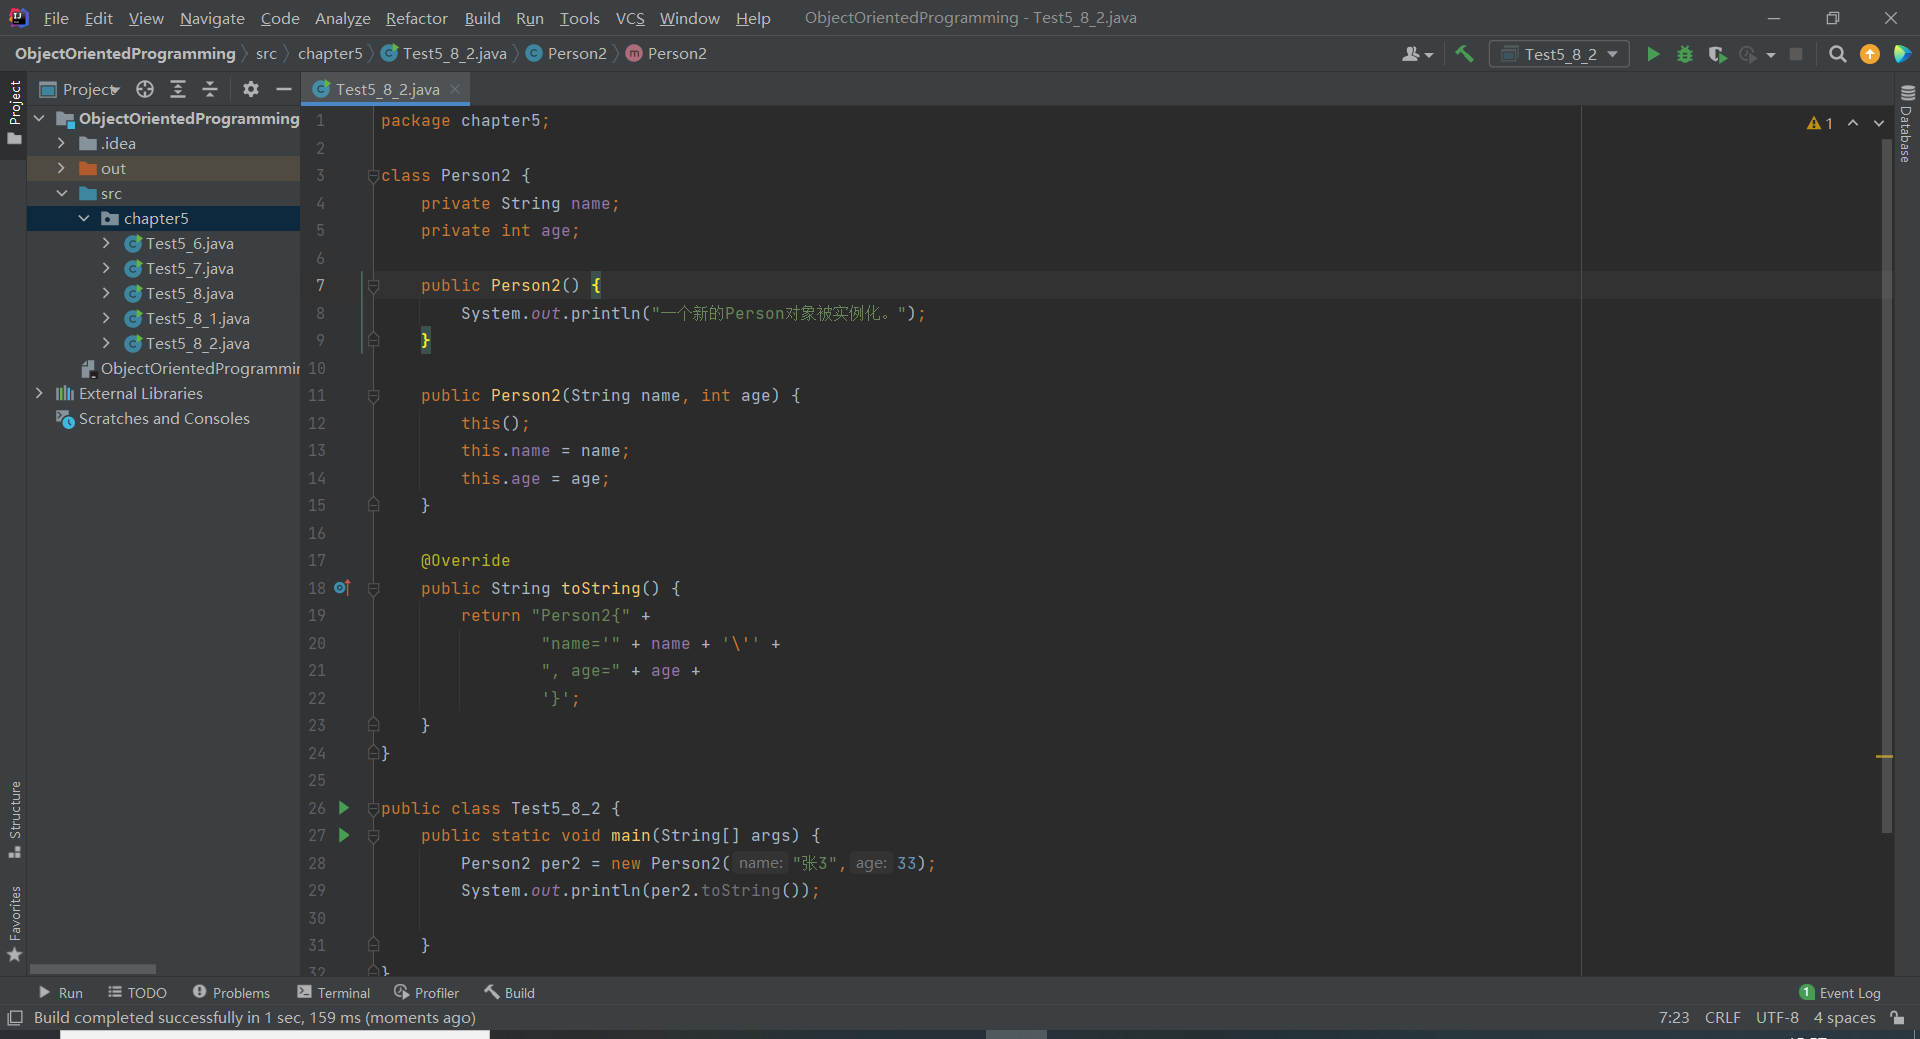 File Edit View Navigate Code Analyze Refactor Build Run Tools VCS Window Help ObjectOrientedProgramming - Test5_8_2.java
ObjectOrientedProgramming src chapter5 Test5_8_2.java Person2 Person2 Test5_8_2
Project
Project
Test5_8_2.java
ObjectOrientedProgramming
.idea
out
src
chapter5
Test5_6.java
Test5_7.java
Test5_8.java
Test5_8_1.java
Test5_8_2.java
ObjectOrientedProgrammin
External Libraries
Scratches and Consoles
Structure
Favorites
1 package chapter5;
2
3 class Person2 {
4 private String name;
5 private int age;
6
7 public Person2() {
8 System.out.println("一个新的Person对象被实例化。");
9 }
10
11 public Person2(String name, int age) {
12 this();
13 this.name = name;
14 this.age = age;
15 }
16
17 @Override
18 public String toString() {
19 return "Person2{" +
20 "name='" + name + '\'' +
21 ", age=" + age +
22 '}';
23 }
24 }
25
26 public class Test5_8_2 {
27 public static void main(String[] args) {
28 Person2 per2 = new Person2( name: "张3", age: 33);
29 System.out.println(per2.toString());
30
31 }
32 }
1
Database
Run TODO Problems Terminal Profiler Build 1 Event Log
Build completed successfully in 1 sec, 159 ms (moments ago) 7:23 CRLF UTF-8 4 spaces